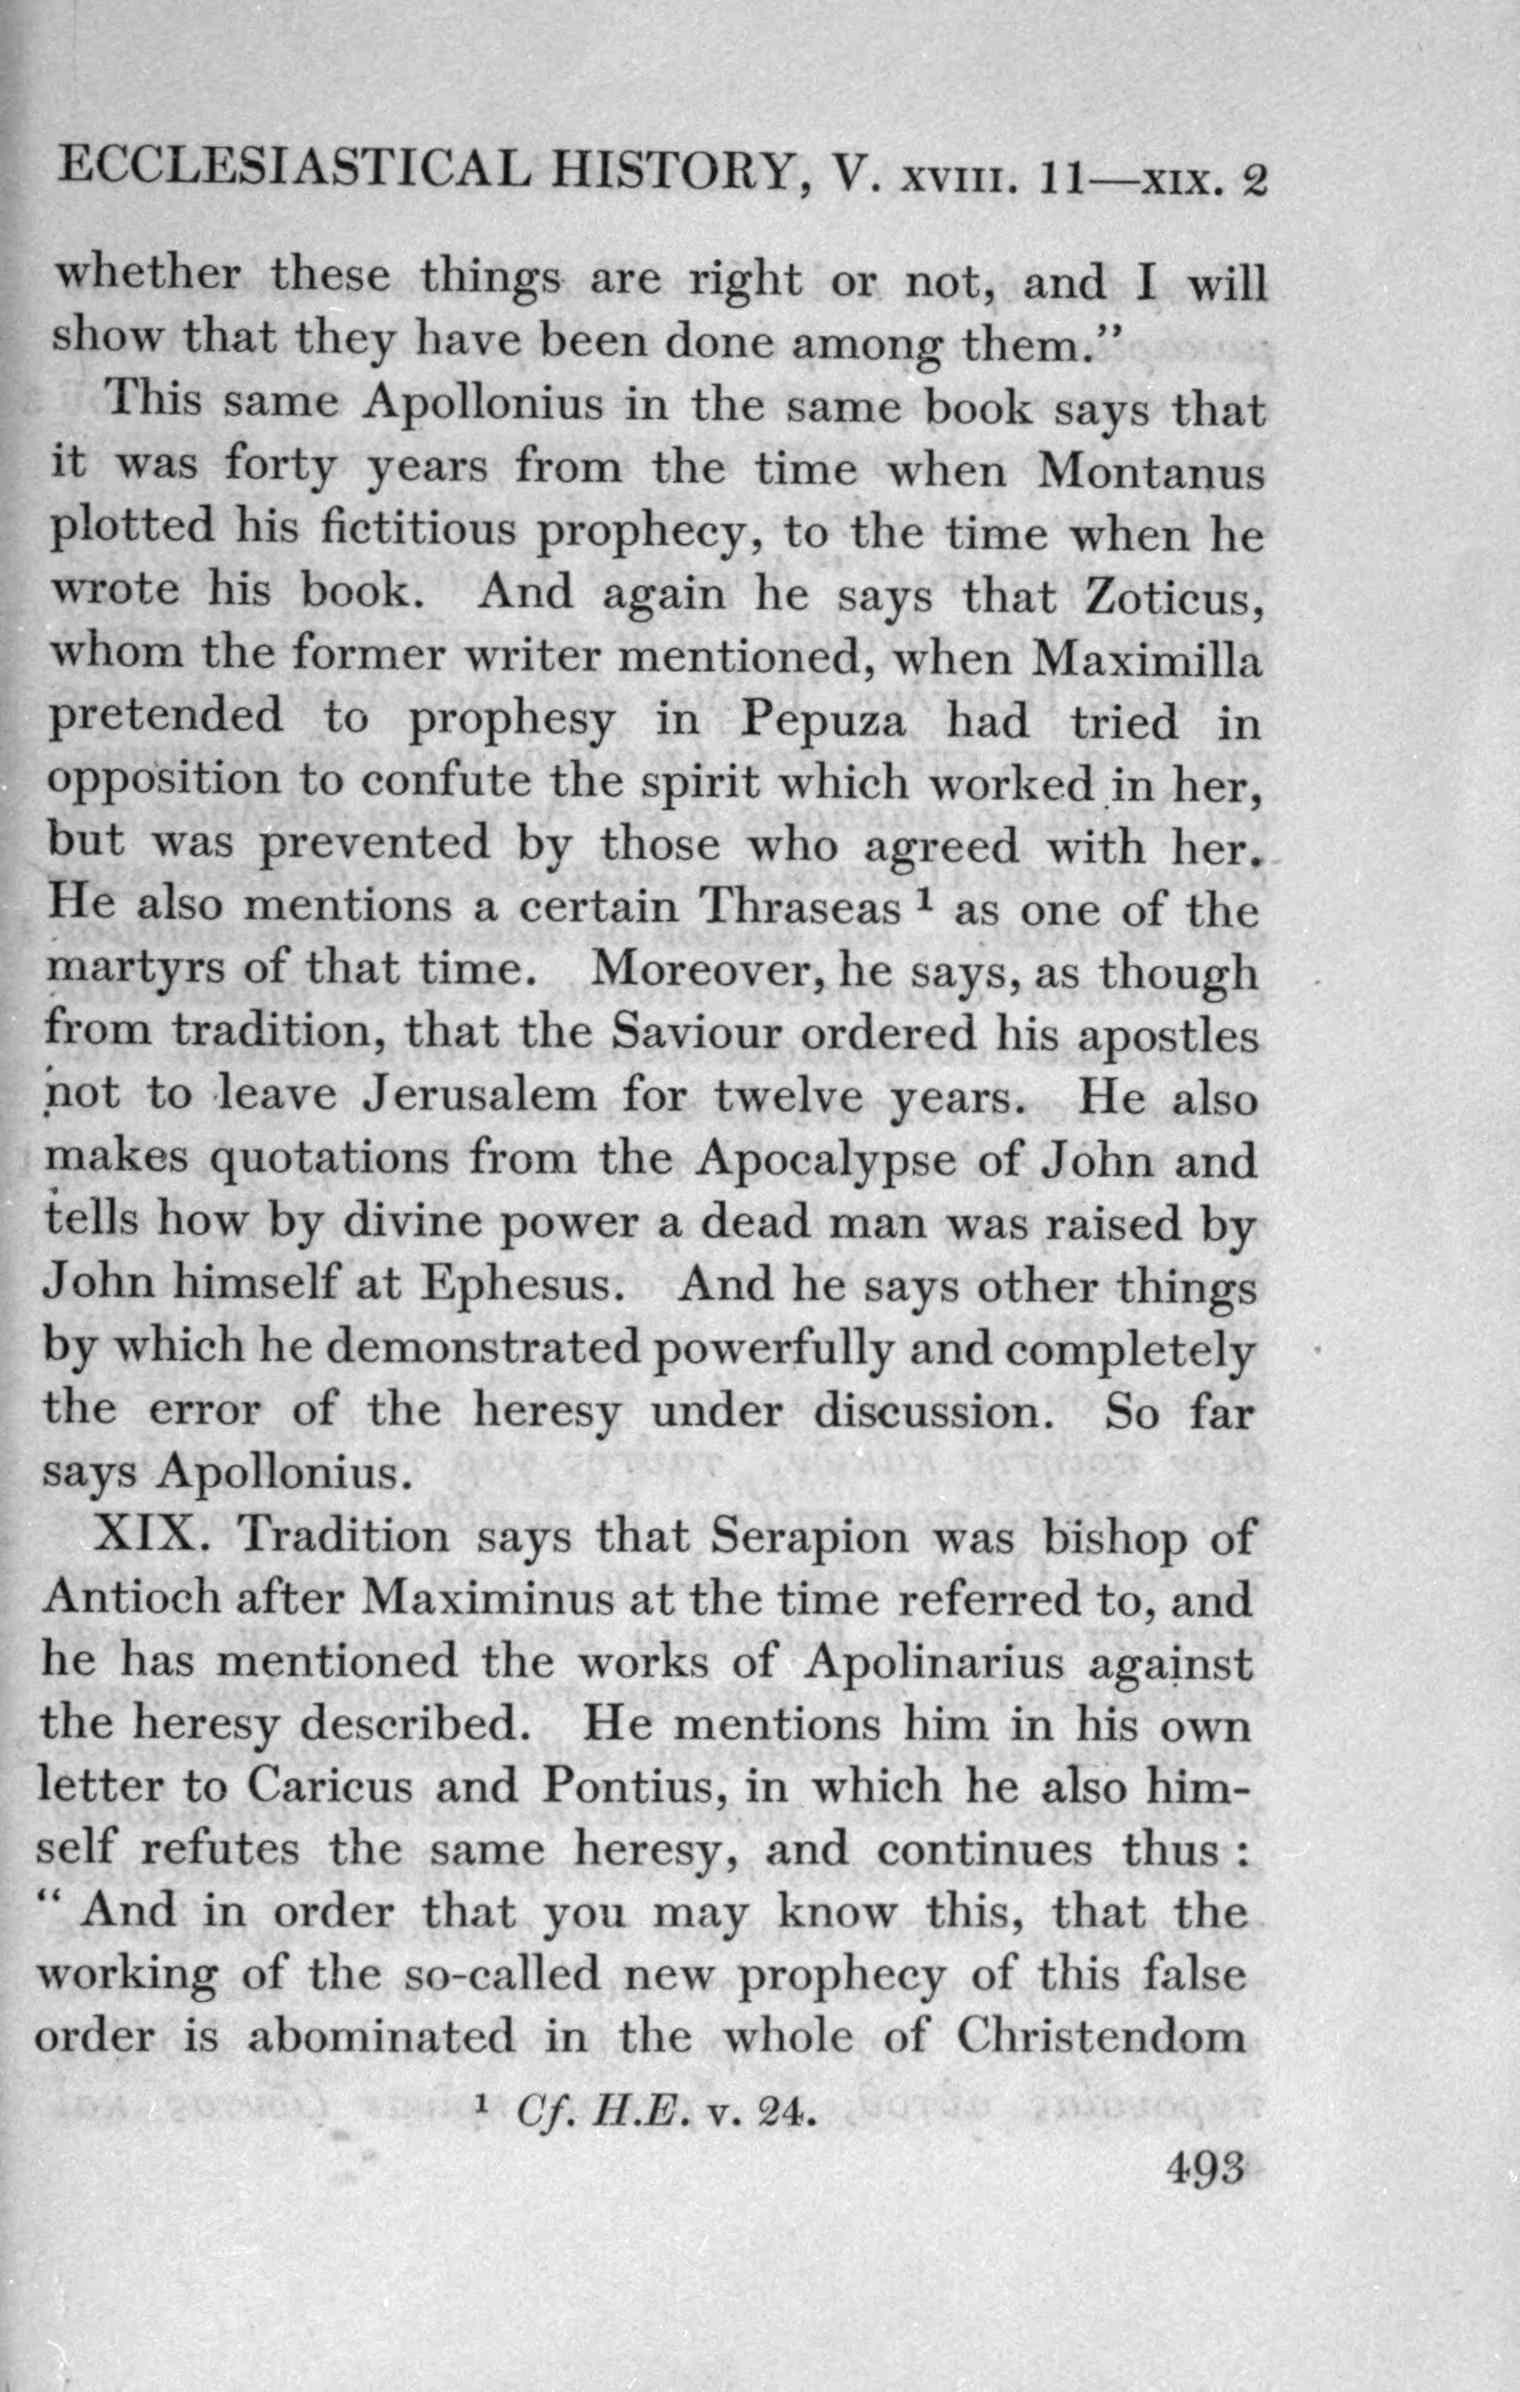 ECCLESIASTICAL HISTORY, V. XVIII. 11—XIX. 2
whether these things are right or not, and I will
show that they have been done among them.”
This same Apollonius in the same book says that
it was forty years from the time when Montanus
plotted his fictitious prophecy, to the time when he
wrote his book. And again he says that Zoticus,
whom the former writer mentioned, when Maximilla
pretended to prophesy in Pepuza had tried in
opposition to confute the spirit which worked in her,
but was prevented by those who agreed with her.
He also mentions a certain Thraseas ¹ as one of the
martyrs of that time. Moreover, he says, as though
from tradition, that the Saviour ordered his apostles
not to leave Jerusalem for twelve years. He also
makes quotations from the Apocalypse of John and
tells how by divine power a dead man was raised by
John himself at Ephesus. And he says other things
by which he demonstrated powerfully and completely
the error of the heresy under discussion. So far
says Apollonius.
XIX. Tradition says that Serapion was bishop of
Antioch after Maximinus at the time referred to, and
he has mentioned the works of Apolinarius against
the heresy described. He mentions him in his own
letter to Caricus and Pontius, in which he also him-
self refutes the same heresy, and continues thus :
“ And in order that you may know this, that the
working of the so-called new prophecy of this false
order is abominated in the whole of Christendom
¹ Cf. H.E. v. 24.
493